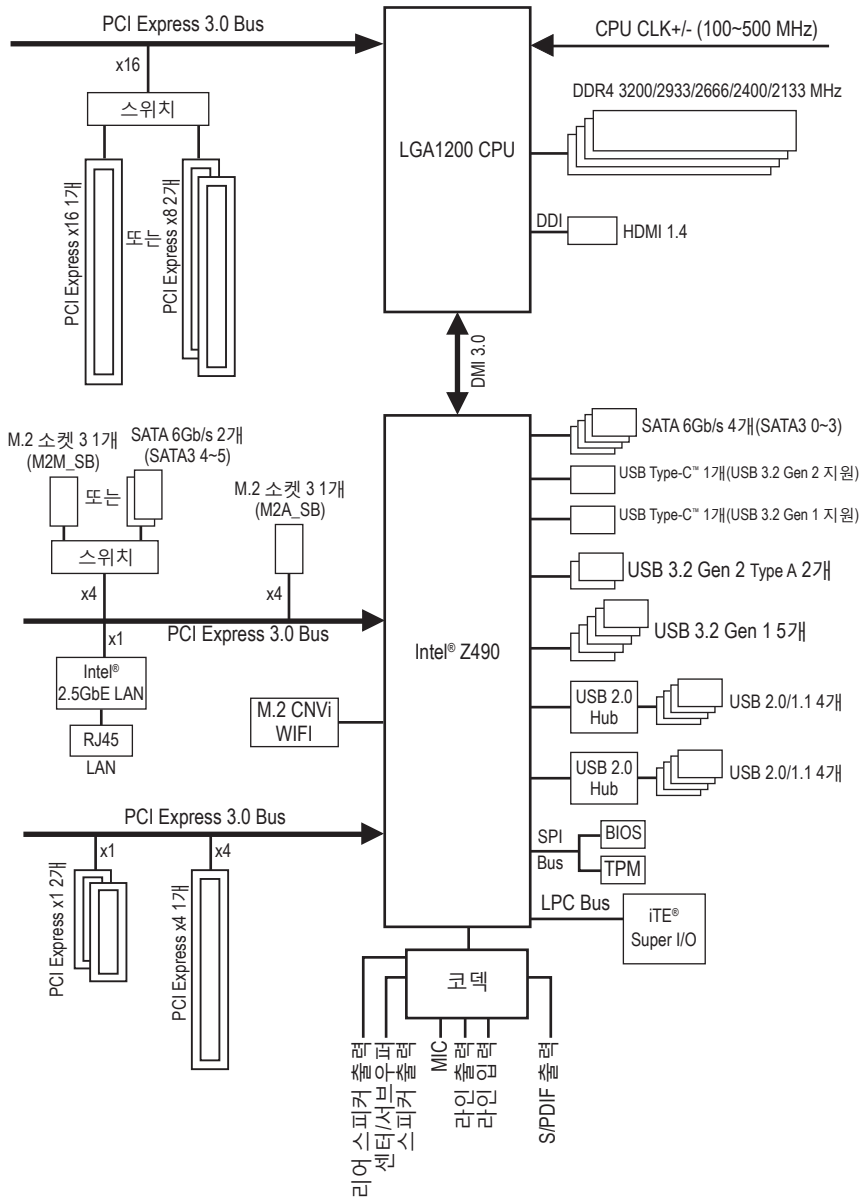 PCI Express 3.0 Bus
CPU CLK+/- (100~500 MHz)
x16
스위치
PCI Express x16 1개
또는
PCI Express x8 2개
LGA1200 CPU
DDR4 3200/2933/2666/2400/2133 MHz
DDI
HDMI 1.4
DMI 3.0
M.2 소켓 3 1개
(M2M_SB)
또는
SATA 6Gb/s 2개
(SATA3 4~5)
스위치
x4
M.2 소켓 3 1개
(M2A_SB)
x4
PCI Express 3.0 Bus
x1
Intel®
2.5GbE LAN
RJ45
LAN
M.2 CNVi
WIFI
Intel® Z490
SATA 6Gb/s 4개(SATA3 0~3)
USB Type-C™ 1개(USB 3.2 Gen 2 지원)
USB Type-C™ 1개(USB 3.2 Gen 1 지원)
USB 3.2 Gen 2 Type A 2개
USB 3.2 Gen 1 5개
USB 2.0
Hub
USB 2.0/1.1 4개
USB 2.0
Hub
USB 2.0/1.1 4개
PCI Express 3.0 Bus
x1
x4
PCI Express x1 2개
PCI Express x4 1개
SPI
Bus
BIOS
TPM
LPC Bus
iTE®
Super I/O
코덱
리어 스피커 출력
센터/서브우퍼
스피커 출력
MIC
라인 출력
라인 입력
S/PDIF 출력